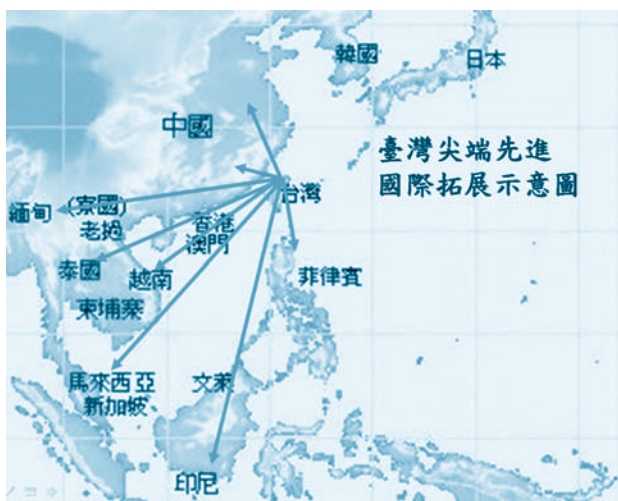 韓國
日本
中國
臺灣尖端先進
國際拓展示意圖
台灣
緬甸
(寮國)
老撾
香港
澳門
泰國
越南
菲律賓
柬埔寨
馬來西亞
新加坡
文萊
印尼